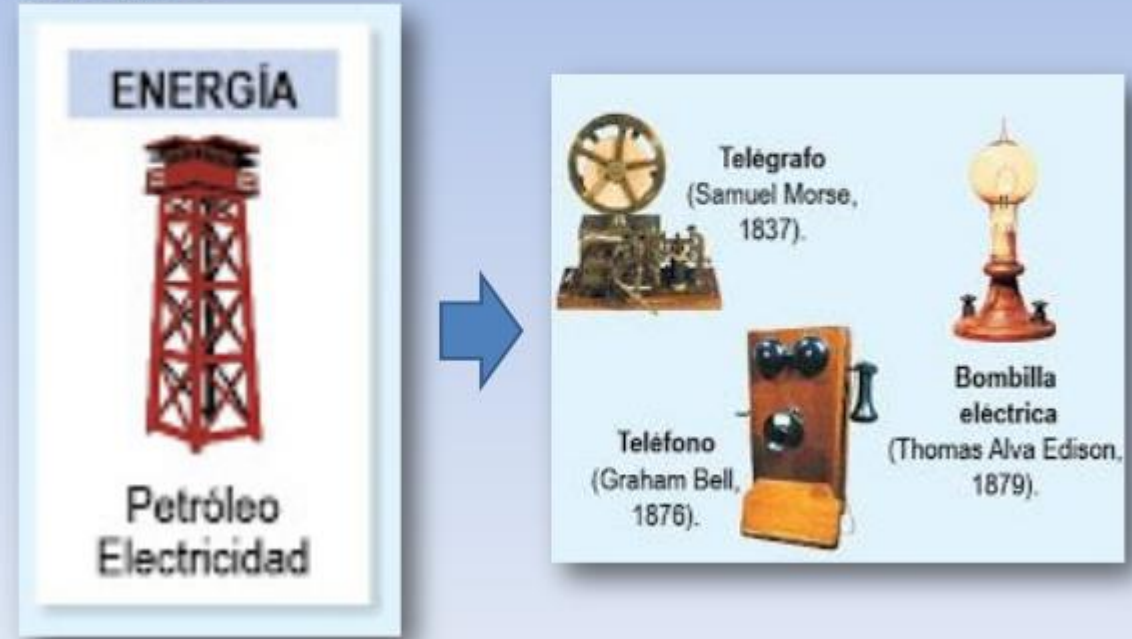 ENERGÍA
Petróleo
Electricidad
Telégrafo
(Samuel Morse,
1837).
Teléfono
(Graham Bell,
1876).
Bombilla
eléctrica
(Thomas Alva Edison,
1879).